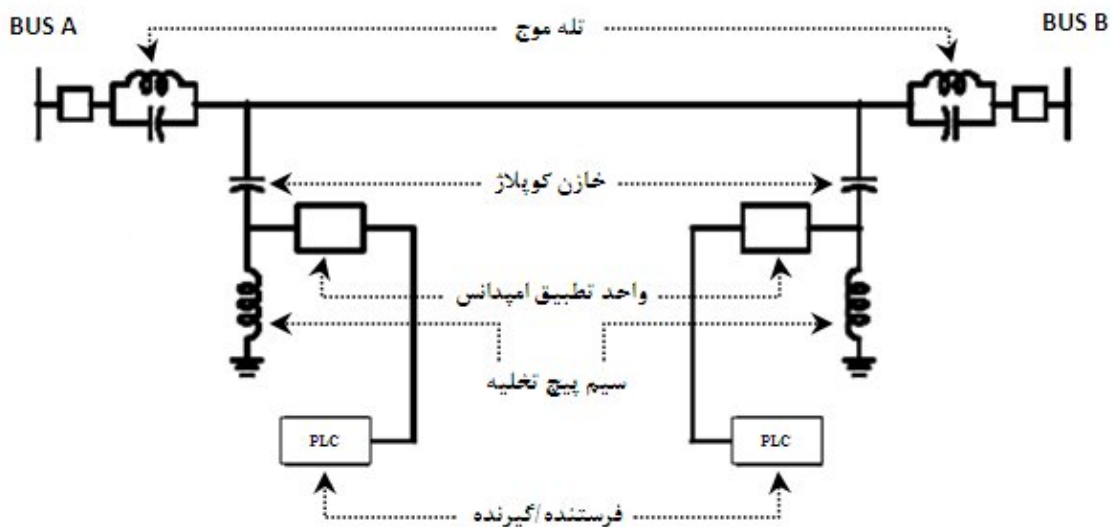 BUS A
تله موج
BUS B
خازن کوپلاژ
واحد تطبیق امپدانس
سیم پیچ تخلیه
PLC
PLC
فرستنده/گیرنده